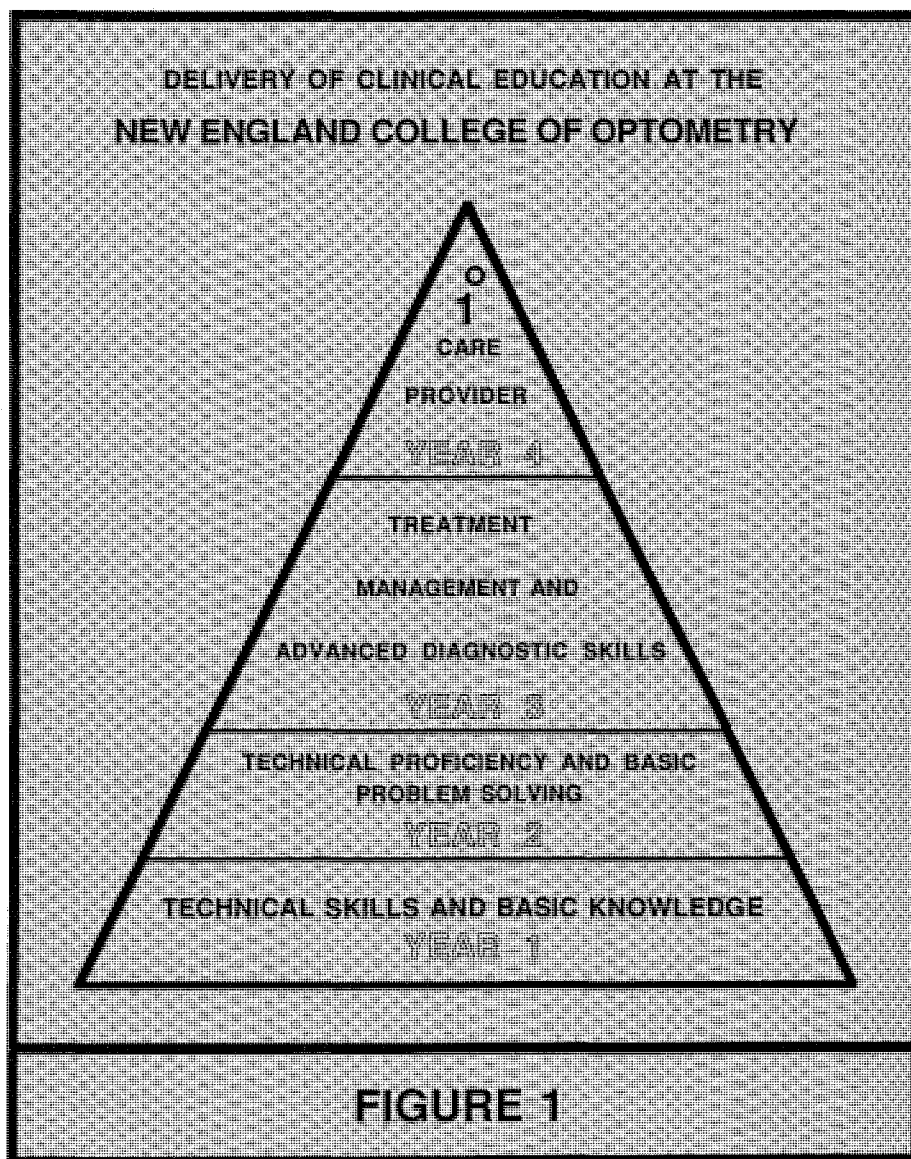 DELIVERY OF CLINICAL EDUCATION AT THE
NEW ENGLAND COLLEGE OF OPTOMETRY
1°
CARE
PROVIDER
YEAR 4
TREATMENT
MANAGEMENT AND
ADVANCED DIAGNOSTIC SKILLS
YEAR 3
TECHNICAL PROFICIENCY AND BASIC
PROBLEM SOLVING
YEAR 2
TECHNICAL SKILLS AND BASIC KNOWLEDGE
YEAR 1
FIGURE 1